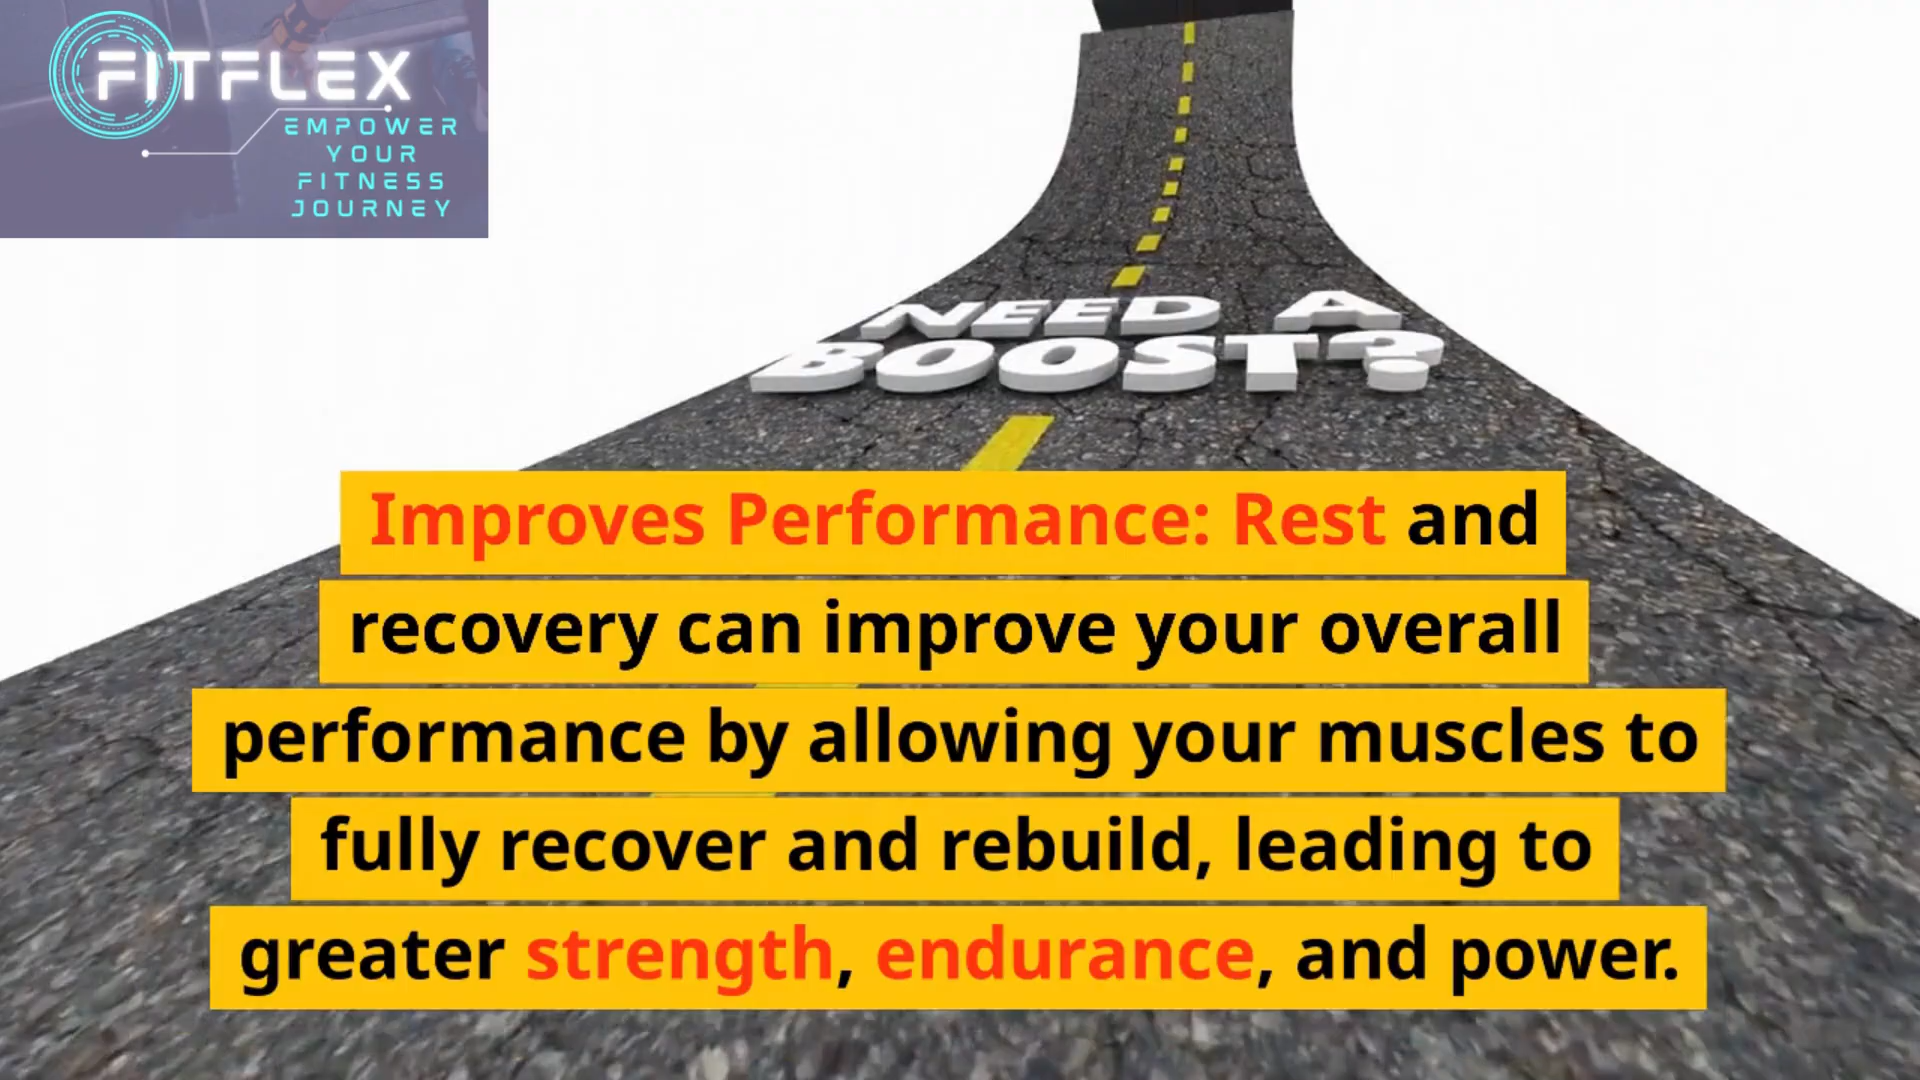 FITFLEX
EMPOWER
YOUR
FITNESS
JOURNEY
NEED A
BOOST?
Improves Performance: Rest and
recovery can improve your overall
performance by allowing your muscles to
fully recover and rebuild, leading to
greater strength, endurance, and power.